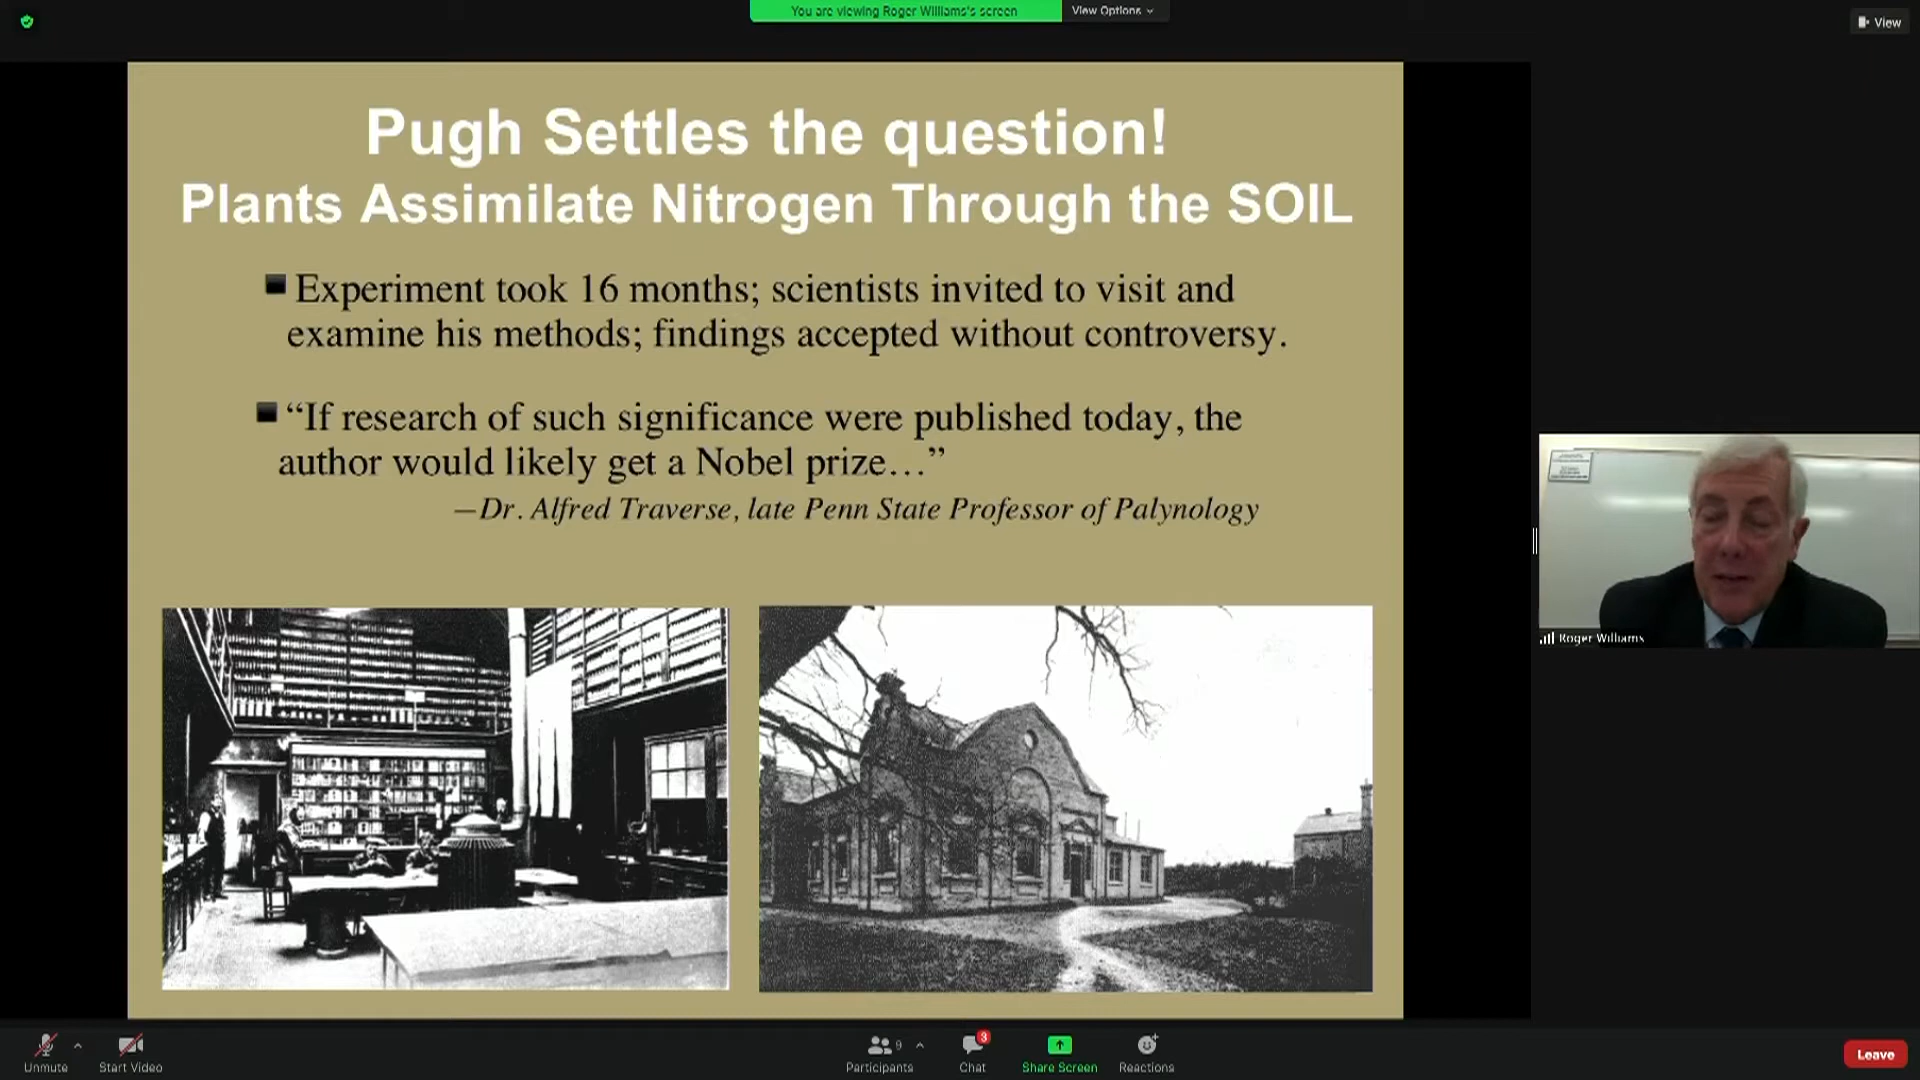 You are viewing Roger Williams's screen
View Options
View
Pugh Settles the question!
Plants Assimilate Nitrogen Through the SOIL
Experiment took 16 months; scientists invited to visit and
examine his methods; findings accepted without controversy.
“If research of such significance were published today, the
author would likely get a Nobel prize…”
—Dr. Alfred Traverse, late Penn State Professor of Palynology
Roger Williams
Unmute
Start Video
Participants
9
Chat
3
Share Screen
Reactions
Leave